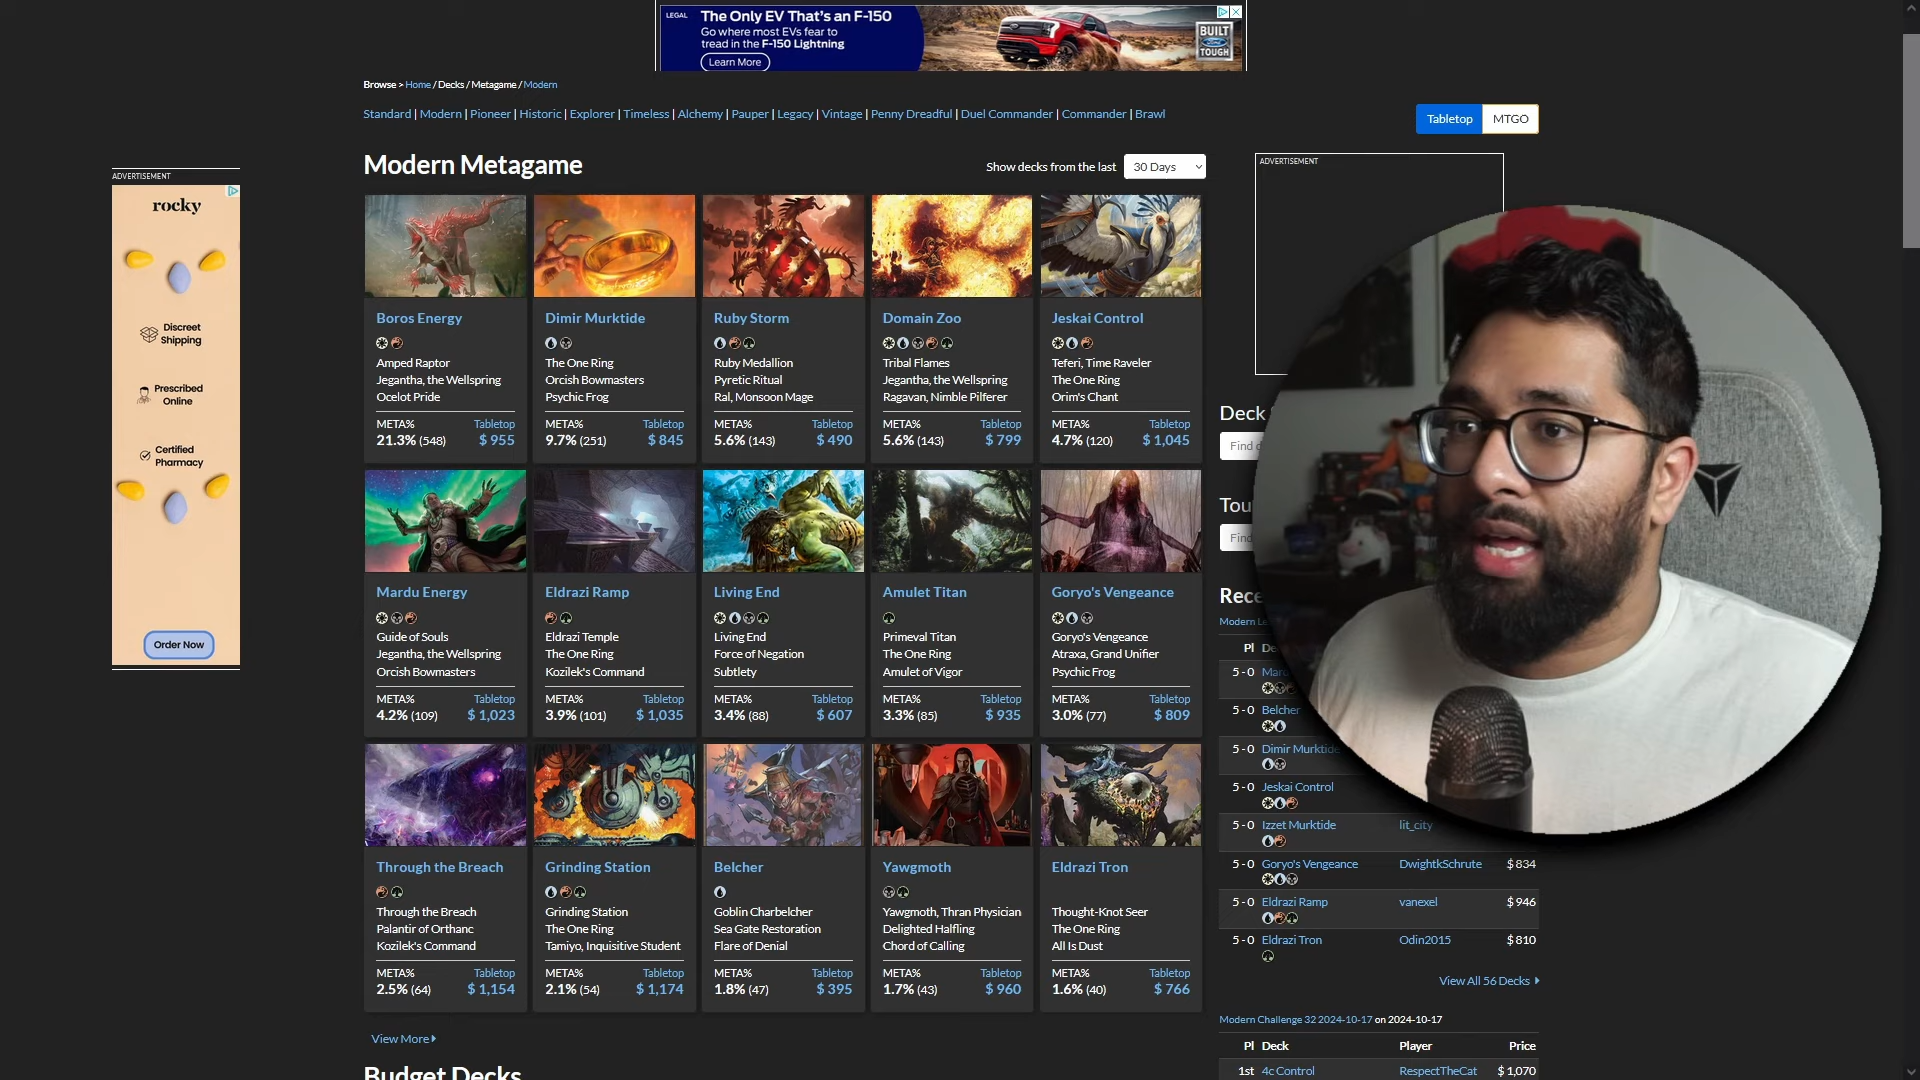 LEGAL
The Only EV That's an F-150
Go where most EVs fear to
tread in the F-150 Lightning
Learn More
BUILT
Ford
TOUGH
Browse > Home / Decks / Metagame / Modern
Standard | Modern | Pioneer | Historic | Explorer | Timeless | Alchemy | Pauper | Legacy | Vintage | Penny Dreadful | Duel Commander | Commander | Brawl
Tabletop MTGO
Modern Metagame
Show decks from the last 30 Days
ADVERTISEMENT
rocky
Discreet
Shipping
Prescribed
Online
Certified
Pharmacy
Order Now
ADVERTISEMENT
Boros Energy
Amped Raptor
Jegantha, the Wellspring
Ocelot Pride
META% Tabletop
21.3% (548) $ 955
Dimir Murktide
The One Ring
Orcish Bowmasters
Psychic Frog
META% Tabletop
9.7% (251) $ 845
Ruby Storm
Ruby Medallion
Pyretic Ritual
Ral, Monsoon Mage
META% Tabletop
5.6% (143) $ 490
Domain Zoo
Tribal Flames
Jegantha, the Wellspring
Ragavan, Nimble Pilferer
META% Tabletop
5.6% (143) $ 799
Jeskai Control
Teferi, Time Raveler
The One Ring
Orim's Chant
META% Tabletop
4.7% (120) $ 1,045
Mardu Energy
Guide of Souls
Jegantha, the Wellspring
Orcish Bowmasters
META% Tabletop
4.2% (109) $ 1,023
Eldrazi Ramp
Eldrazi Temple
The One Ring
Kozilek's Command
META% Tabletop
3.9% (101) $ 1,035
Living End
Living End
Force of Negation
Subtlety
META% Tabletop
3.4% (88) $ 607
Amulet Titan
Primeval Titan
The One Ring
Amulet of Vigor
META% Tabletop
3.3% (85) $ 935
Goryo's Vengeance
Goryo's Vengeance
Atraxa, Grand Unifier
Psychic Frog
META% Tabletop
3.0% (77) $ 809
Through the Breach
Through the Breach
Palantir of Orthanc
Kozilek's Command
META% Tabletop
2.5% (64) $ 1,154
Grinding Station
Grinding Station
The One Ring
Tamiyo, Inquisitive Student
META% Tabletop
2.1% (54) $ 1,174
Belcher
Goblin Charbelcher
Sea Gate Restoration
Flare of Denial
META% Tabletop
1.8% (47) $ 395
Yawgmoth
Yawgmoth, Thran Physician
Delighted Halfling
Chord of Calling
META% Tabletop
1.7% (43) $ 960
Eldrazi Tron
Thought-Knot Seer
The One Ring
All Is Dust
META% Tabletop
1.6% (40) $ 766
View More
Budget Decks
Deck
Find
Tou
Find
Rece
Modern Le
Pl De
5 - 0 Mard
5 - 0 Belcher
5 - 0 Dimir Murktide
5 - 0 Jeskai Control
5 - 0 Izzet Murktide lit_city
5 - 0 Goryo's Vengeance DwightkSchrute $ 834
5 - 0 Eldrazi Ramp vanexel $ 946
5 - 0 Eldrazi Tron Odin2015 $ 810
View All 56 Decks
Modern Challenge 32 2024-10-17 on 2024-10-17
Pl Deck Player Price
1st 4c Control RespectTheCat $ 1,070